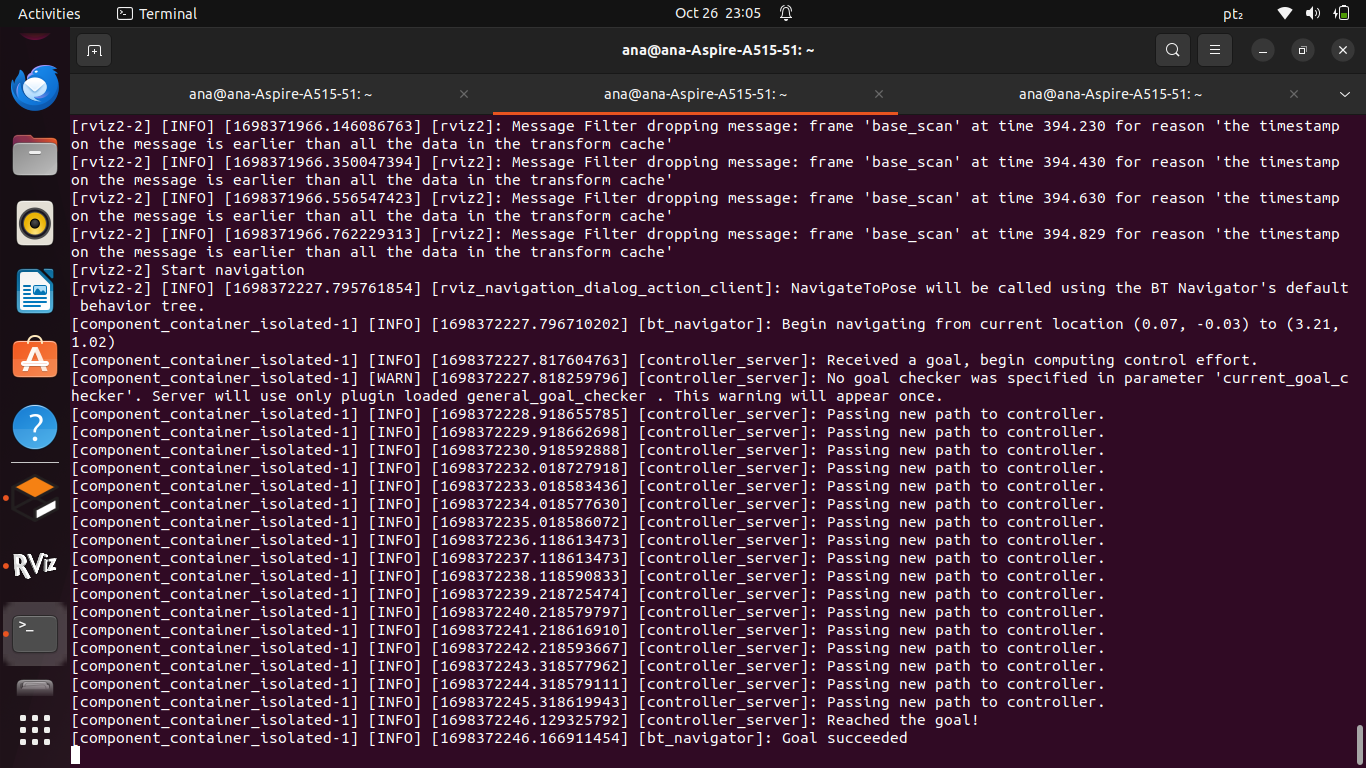 Activities
Terminal
Oct 26 23:05
pt₂
ana@ana-Aspire-A515-51: ~
ana@ana-Aspire-A515-51: ~
ana@ana-Aspire-A515-51: ~
ana@ana-Aspire-A515-51: ~
[rviz2-2] [INFO] [1698371966.146086763] [rviz2]: Message Filter dropping message: frame 'base_scan' at time 394.230 for reason 'the timestamp
on the message is earlier than all the data in the transform cache'
[rviz2-2] [INFO] [1698371966.350047394] [rviz2]: Message Filter dropping message: frame 'base_scan' at time 394.430 for reason 'the timestamp
on the message is earlier than all the data in the transform cache'
[rviz2-2] [INFO] [1698371966.556547423] [rviz2]: Message Filter dropping message: frame 'base_scan' at time 394.630 for reason 'the timestamp
on the message is earlier than all the data in the transform cache'
[rviz2-2] [INFO] [1698371966.762229313] [rviz2]: Message Filter dropping message: frame 'base_scan' at time 394.829 for reason 'the timestamp
on the message is earlier than all the data in the transform cache'
[rviz2-2] Start navigation
[rviz2-2] [INFO] [1698372227.795761854] [rviz_navigation_dialog_action_client]: NavigateToPose will be called using the BT Navigator's default
behavior tree.
[component_container_isolated-1] [INFO] [1698372227.796710202] [bt_navigator]: Begin navigating from current location (0.07, -0.03) to (3.21,
1.02)
[component_container_isolated-1] [INFO] [1698372227.817604763] [controller_server]: Received a goal, begin computing control effort.
[component_container_isolated-1] [WARN] [1698372227.818259796] [controller_server]: No goal checker was specified in parameter 'current_goal_c
hecker'. Server will use only plugin loaded general_goal_checker . This warning will appear once.
[component_container_isolated-1] [INFO] [1698372228.918655785] [controller_server]: Passing new path to controller.
[component_container_isolated-1] [INFO] [1698372229.918662698] [controller_server]: Passing new path to controller.
[component_container_isolated-1] [INFO] [1698372230.918592888] [controller_server]: Passing new path to controller.
[component_container_isolated-1] [INFO] [1698372232.018727918] [controller_server]: Passing new path to controller.
[component_container_isolated-1] [INFO] [1698372233.018583436] [controller_server]: Passing new path to controller.
[component_container_isolated-1] [INFO] [1698372234.018577630] [controller_server]: Passing new path to controller.
[component_container_isolated-1] [INFO] [1698372235.018586072] [controller_server]: Passing new path to controller.
[component_container_isolated-1] [INFO] [1698372236.118613473] [controller_server]: Passing new path to controller.
[component_container_isolated-1] [INFO] [1698372237.118613473] [controller_server]: Passing new path to controller.
[component_container_isolated-1] [INFO] [1698372238.118590833] [controller_server]: Passing new path to controller.
[component_container_isolated-1] [INFO] [1698372239.218725474] [controller_server]: Passing new path to controller.
[component_container_isolated-1] [INFO] [1698372240.218579797] [controller_server]: Passing new path to controller.
[component_container_isolated-1] [INFO] [1698372241.218616910] [controller_server]: Passing new path to controller.
[component_container_isolated-1] [INFO] [1698372242.218593667] [controller_server]: Passing new path to controller.
[component_container_isolated-1] [INFO] [1698372243.318577962] [controller_server]: Passing new path to controller.
[component_container_isolated-1] [INFO] [1698372244.318579111] [controller_server]: Passing new path to controller.
[component_container_isolated-1] [INFO] [1698372245.318619943] [controller_server]: Passing new path to controller.
[component_container_isolated-1] [INFO] [1698372246.129325792] [controller_server]: Reached the goal!
[component_container_isolated-1] [INFO] [1698372246.166911454] [bt_navigator]: Goal succeeded
RViz